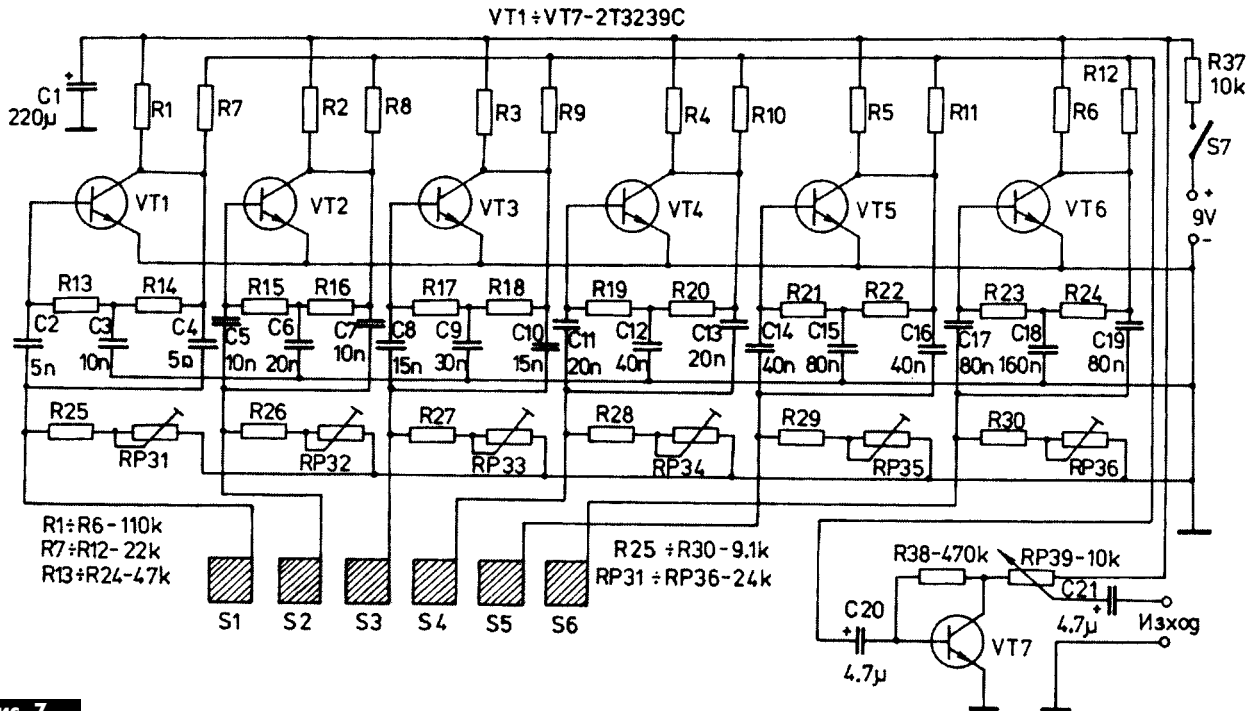 VT1÷VT7-2T3239C
C1
220μ
R1
R7
R2
R8
R3
R9
R4
R10
R5
R11
R6
R12
R37
10k
S7
+
9V
-
VT1
VT2
VT3
VT4
VT5
VT6
R13
R14
R15
R16
R17
R18
R19
R20
R21
R22
R23
R24
C2
5n
C3
10n
C4
5n
C5
10n
C6
20n
C7
10n
C8
15n
C9
30n
C10
15n
C11
20n
C12
40n
C13
20n
C14
40n
C15
80n
C16
40n
C17
80n
C18
160n
C19
80n
R25
RP31
R26
RP32
R27
RP33
R28
RP34
R29
RP35
R30
RP36
R1÷R6-110k
R7÷R12-22k
R13÷R24-47k
R25÷R30-9.1k
RP31÷RP36-24k
S1
S2
S3
S4
S5
S6
R38-470k
RP39-10k
C20
+
4.7μ
VT7
C21
+
4.7μ
Изход